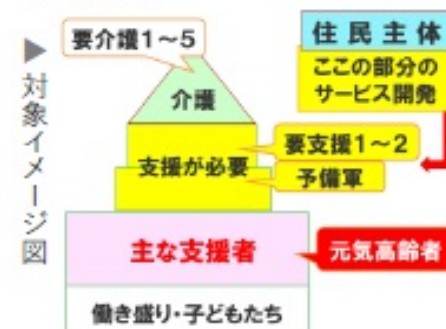 ▶対象イメージ図
要介護1～5
介護
支援が必要
要支援1～2
予備軍
主な支援者
元気高齢者
働き盛り・子どもたち
住民主体
ここの部分の
サービス開発